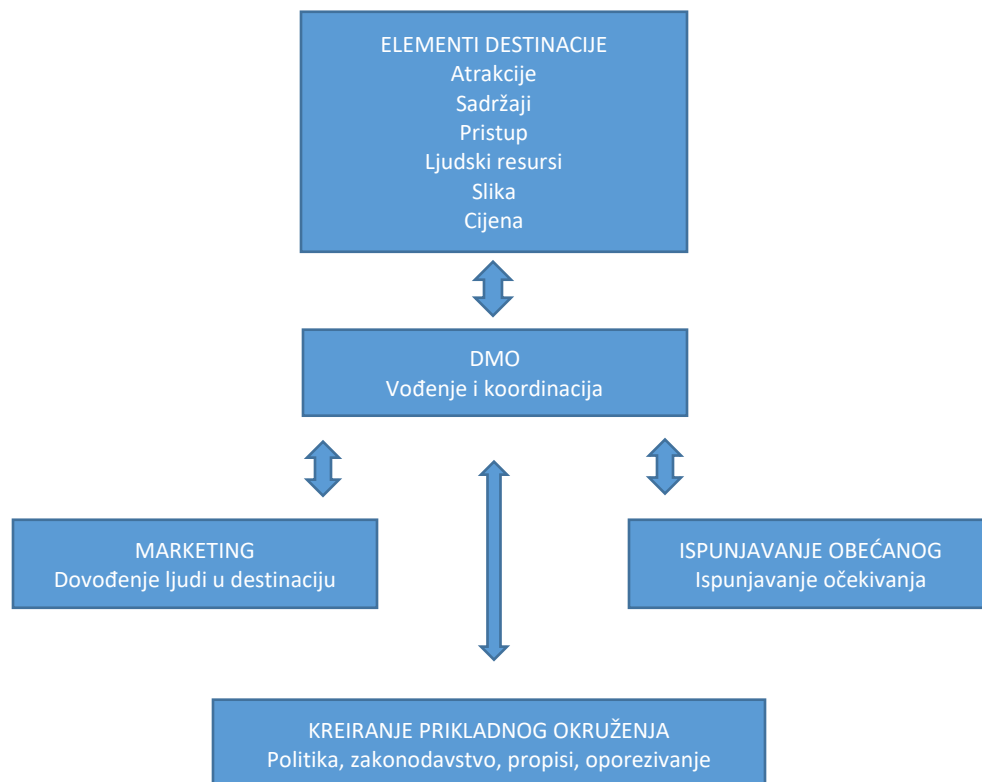 ELEMENTI DESTINACIJE
Atrakcije
Sadržaji
Pristup
Ljudski resursi
Slika
Cijena
DMO
Vođenje i koordinacija
MARKETING
Dovođenje ljudi u destinaciju
ISPUNJAVANJE OBEĆANOG
Ispunjavanje očekivanja
KREIRANJE PRIKLADNOG OKRUŽENJA
Politika, zakonodavstvo, propisi, oporezivanje